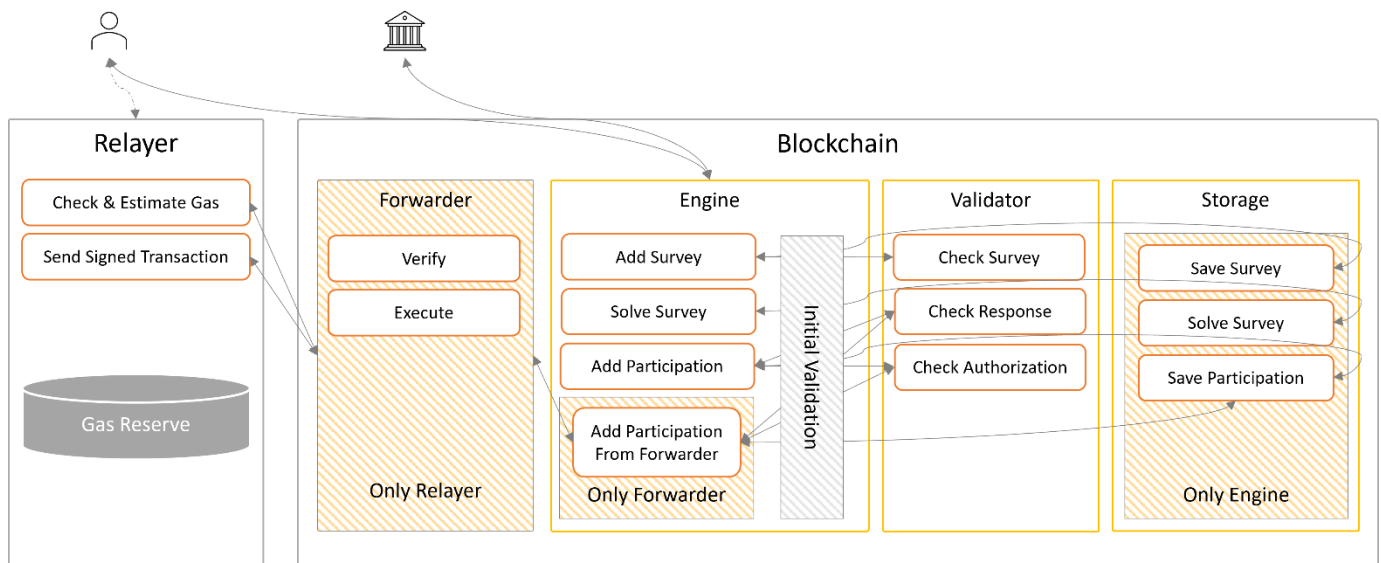 Relayer
Check & Estimate Gas
Send Signed Transaction
Gas Reserve
Blockchain
Forwarder
Verify
Execute
Only Relayer
Engine
Add Survey
Solve Survey
Add Participation
Add Participation
From Forwarder
Only Forwarder
Initial Validation
Validator
Check Survey
Check Response
Check Authorization
Storage
Save Survey
Solve Survey
Save Participation
Only Engine